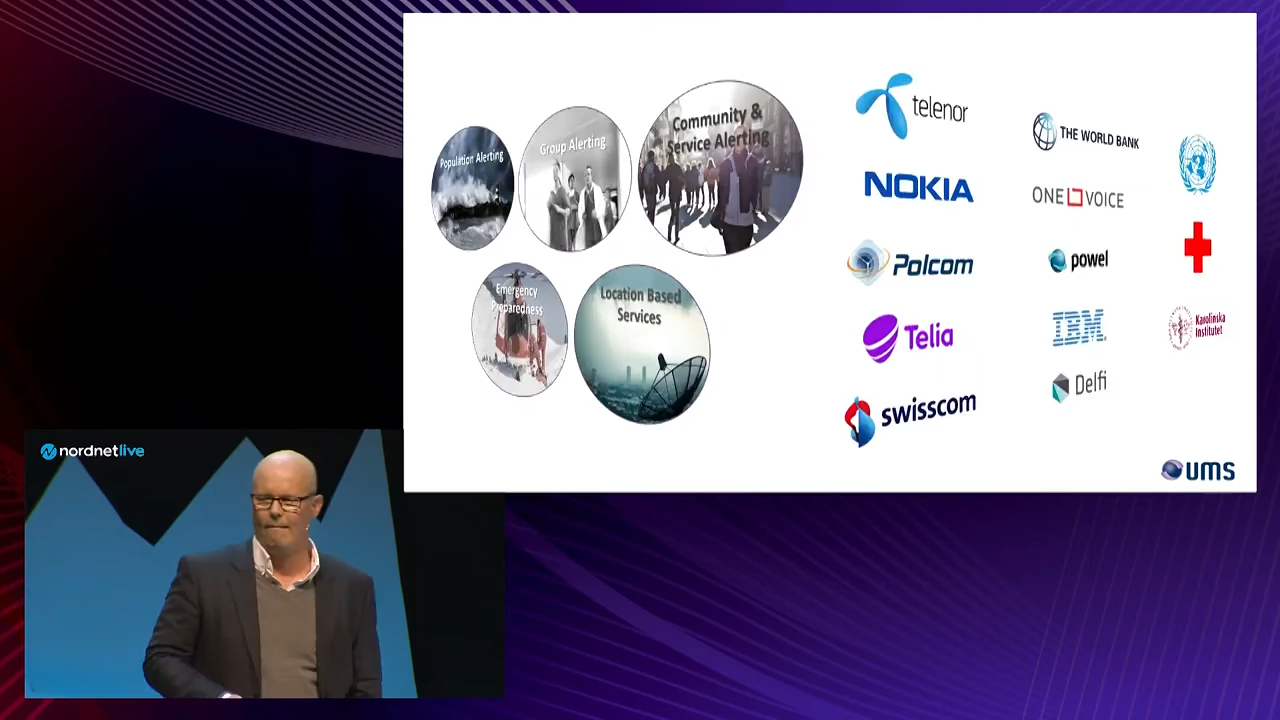 Population Alerting
Group Alerting
Community &
Service Alerting
Emergency
Preparedness
Location Based
Services
telenor
NOKIA
Polcom
Telia
swisscom
THE WORLD BANK
ONE VOICE
powel
IBM
Delfi
Karolinska
Institutet
UMS
nordnetlive